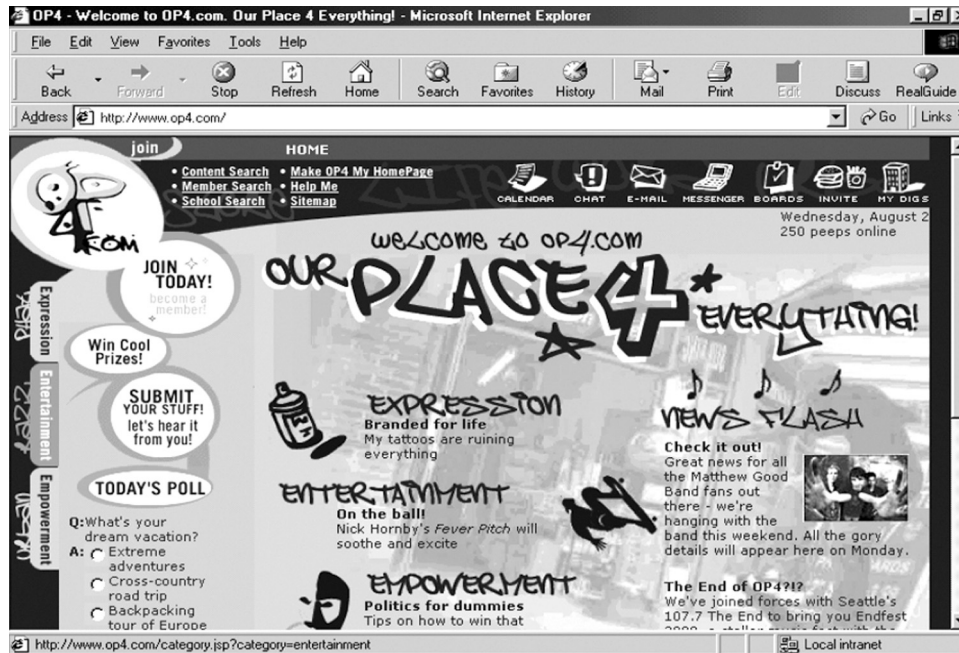 OP4 - Welcome to OP4.com. Our Place 4 Everything! - Microsoft Internet Explorer
File Edit View Favorites Tools Help
Back Forward Stop Refresh Home Search Favorites History Mail Print Edit Discuss RealGuide
Address http://www.op4.com/ Go Links
join HOME
• Content Search • Make OP4 My HomePage
• Member Search • Help Me
• School Search • Sitemap
CALENDAR CHAT E-MAIL MESSENGER BOARDS INVITE MY DIGS
Wednesday, August 2
250 peeps online
WELCOME TO OP4.COM
OUR PLACE 4 EVERYTHING!
JOIN TODAY!
become a member!
Win Cool Prizes!
SUBMIT YOUR STUFF!
let's hear it from you!
TODAY'S POLL
Q: What's your
dream vacation?
A: Extreme
adventures
Cross-country
road trip
Backpacking
tour of Europe
Expression
Entertainment
Empowerment
EXPRESSION
Branded for life
My tattoos are ruining
everything
ENTERTAINMENT
On the ball!
Nick Hornby's Fever Pitch will
soothe and excite
EMPOWERMENT
Politics for dummies
Tips on how to win that
NEWS FLASH
Check it out!
Great news for all
the Matthew Good
Band fans out
there - we're
hanging with the
band this weekend. All the gory
details will appear here on Monday.
The End of OP4?!?
We've joined forces with Seattle's
107.7 The End to bring you Endfest
http://www.op4.com/category.jsp?category=entertainment Local intranet